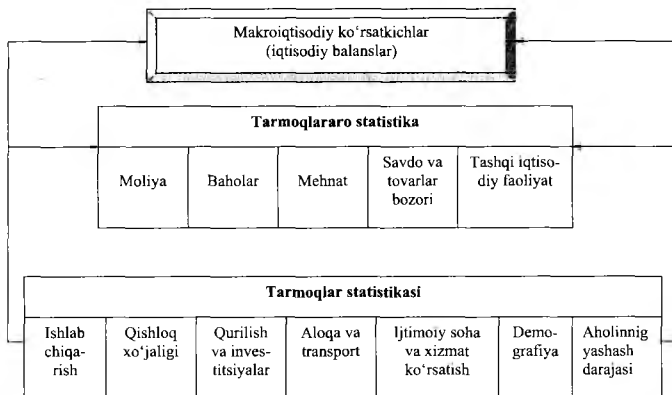 Makroiqtisodiy ko‘rsatkichlar
(iqtisodiy balanslar)
Tarmoqlararo statistika
Moliya
Baholar
Mehnat
Savdo va
tovarlar
bozori
Tashqi iqtiso-
diy faoliyat
Tarmoqlar statistikasi
Ishlab
chiqa-
rish
Qishloq
xo‘jaligi
Qurilish
va inves-
titsiyalar
Aloqa va
transport
Ijtimoiy soha
va xizmat
ko‘rsatish
Demo-
grafiya
Aholinnig
yashash
darajasi